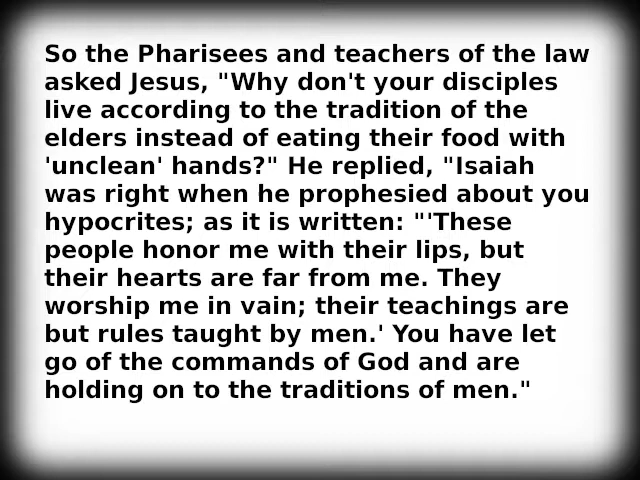 So the Pharisees and teachers of the law
asked Jesus, "Why don't your disciples
live according to the tradition of the
elders instead of eating their food with
'unclean' hands?" He replied, "Isaiah
was right when he prophesied about you
hypocrites; as it is written: "'These
people honor me with their lips, but
their hearts are far from me. They
worship me in vain; their teachings are
but rules taught by men.' You have let
go of the commands of God and are
holding on to the traditions of men."